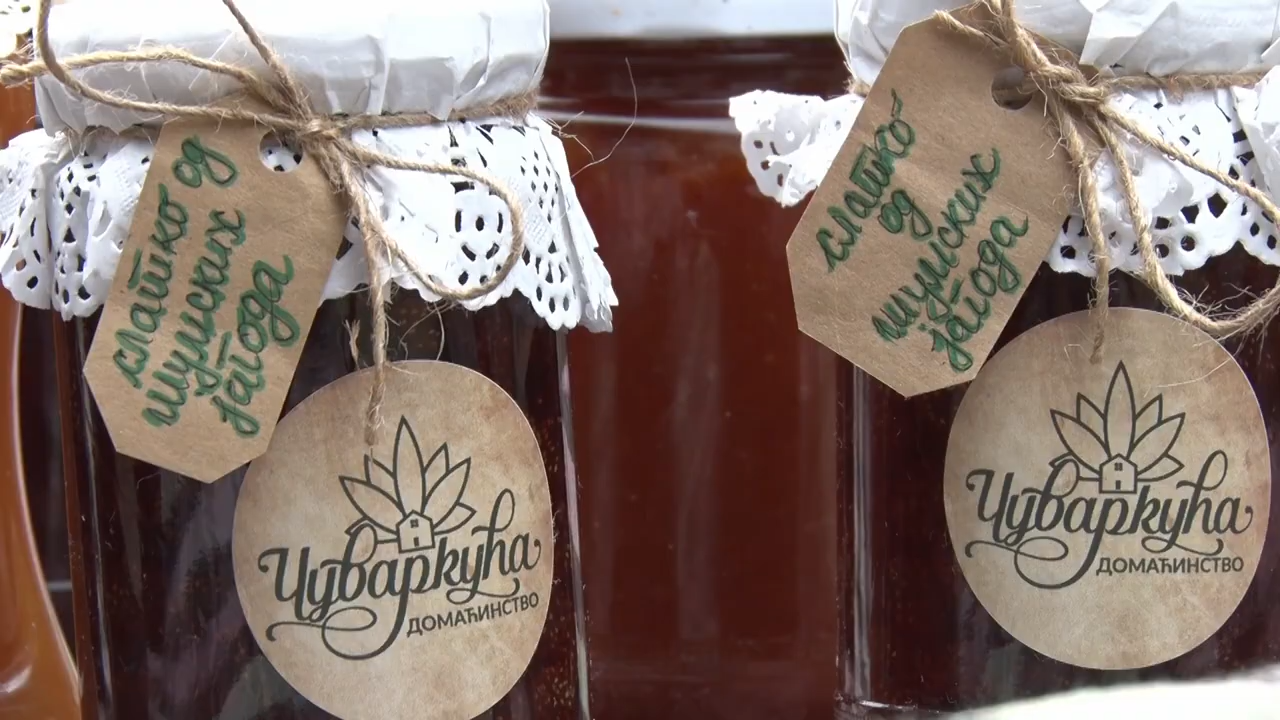 слатко од
шумских
јагода
Чуваркућа
ДОМАЋИНСТВО
слатко
од
шумских
јагода
Чуваркућа
ДОМАЋИНСТВО